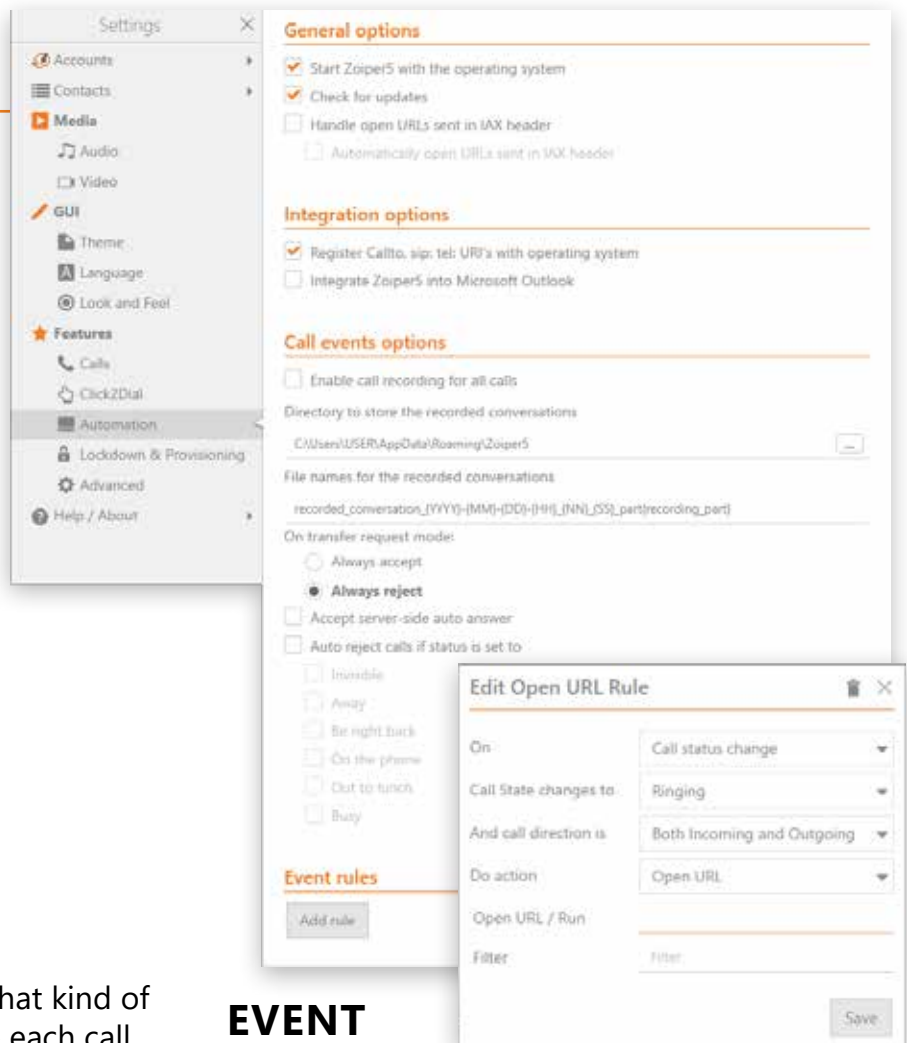 Settings
Accounts
Contacts
Media
Audio
Video
GUI
Theme
Language
Look and Feel
Features
Calls
Click2Dial
Automation
Lockdown & Provisioning
Advanced
Help / About
General options
Start Zoiper5 with the operating system
Check for updates
Handle open URLs sent in IAX header
Automatically open URLs sent in IAX header
Integration options
Register Callto, sip: tel: URI's with operating system
Integrate Zoiper5 into Microsoft Outlook
Call events options
Enable call recording for all calls
Directory to store the recorded conversations
C:\Users\USER\AppData\Roaming\Zoiper5
...
File names for the recorded conversations
recorded_conversation_{YYYY}-{MM}-{DD}-{HH}_{NN}_{SS}_part{recording_part}
On transfer request mode:
Always accept
Always reject
Accept server-side auto answer
Auto reject calls if status is set to
Invisible
Away
Be right back
On the phone
Out to lunch
Busy
Event rules
Add rule
Edit Open URL Rule
On Call status change
Call State changes to Ringing
And call direction is Both Incoming and Outgoing
Do action Open URL
Open URL / Run
Filter Filter
Save
hat kind of
each call
EVENT